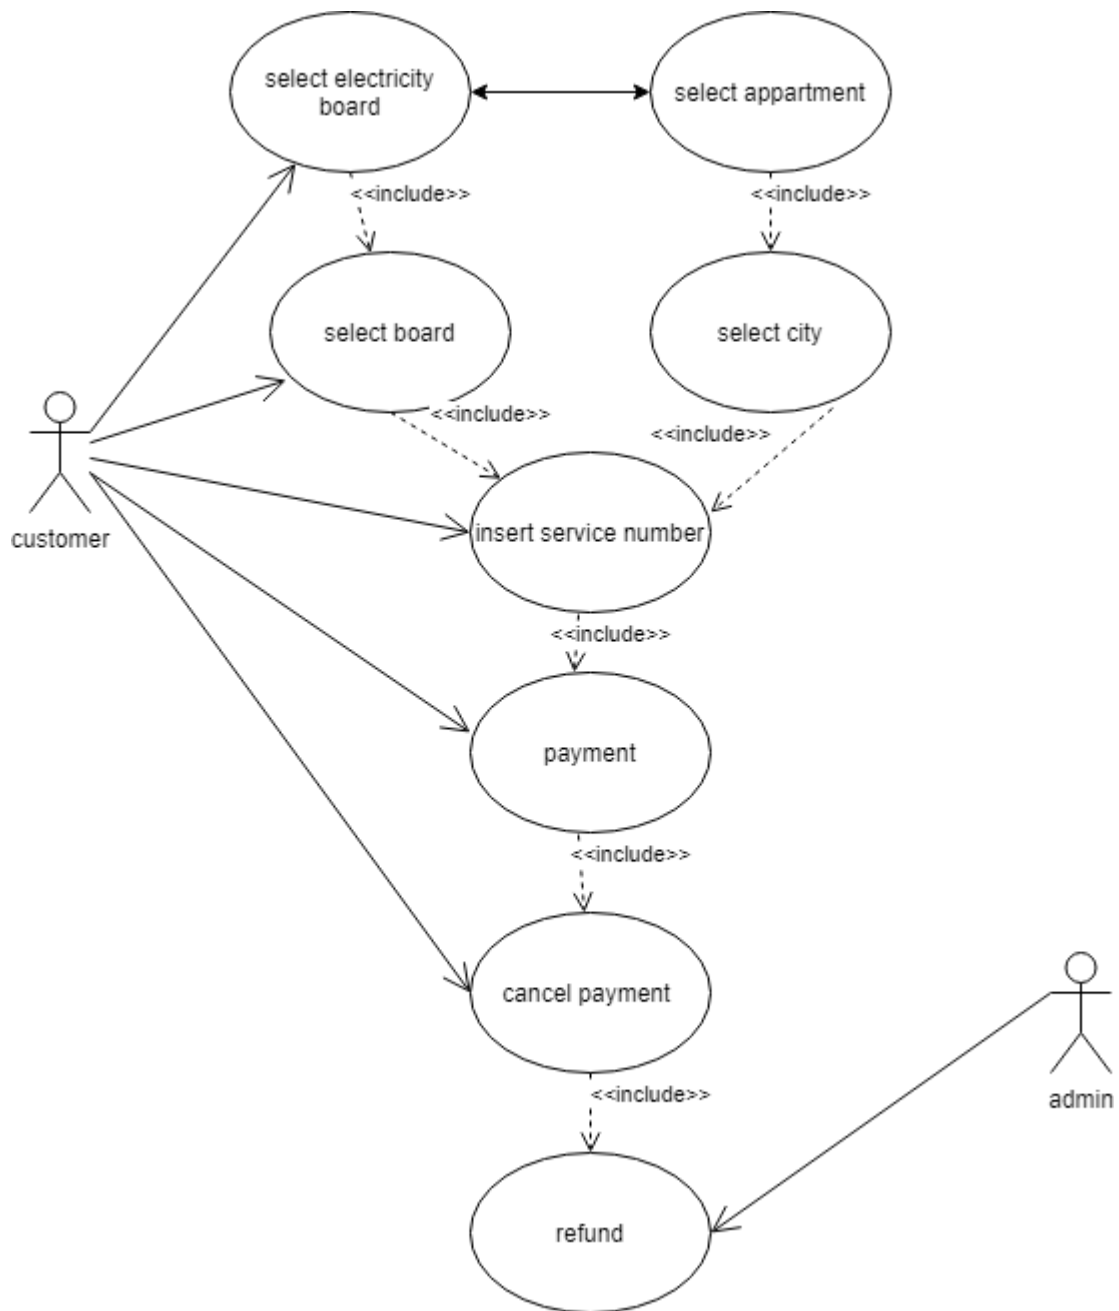 select electricity
board
select appartment
<<include>>
<<include>>
select board
select city
<<include>>
<<include>>
customer
insert service number
<<include>>
payment
<<include>>
cancel payment
<<include>>
admin
refund